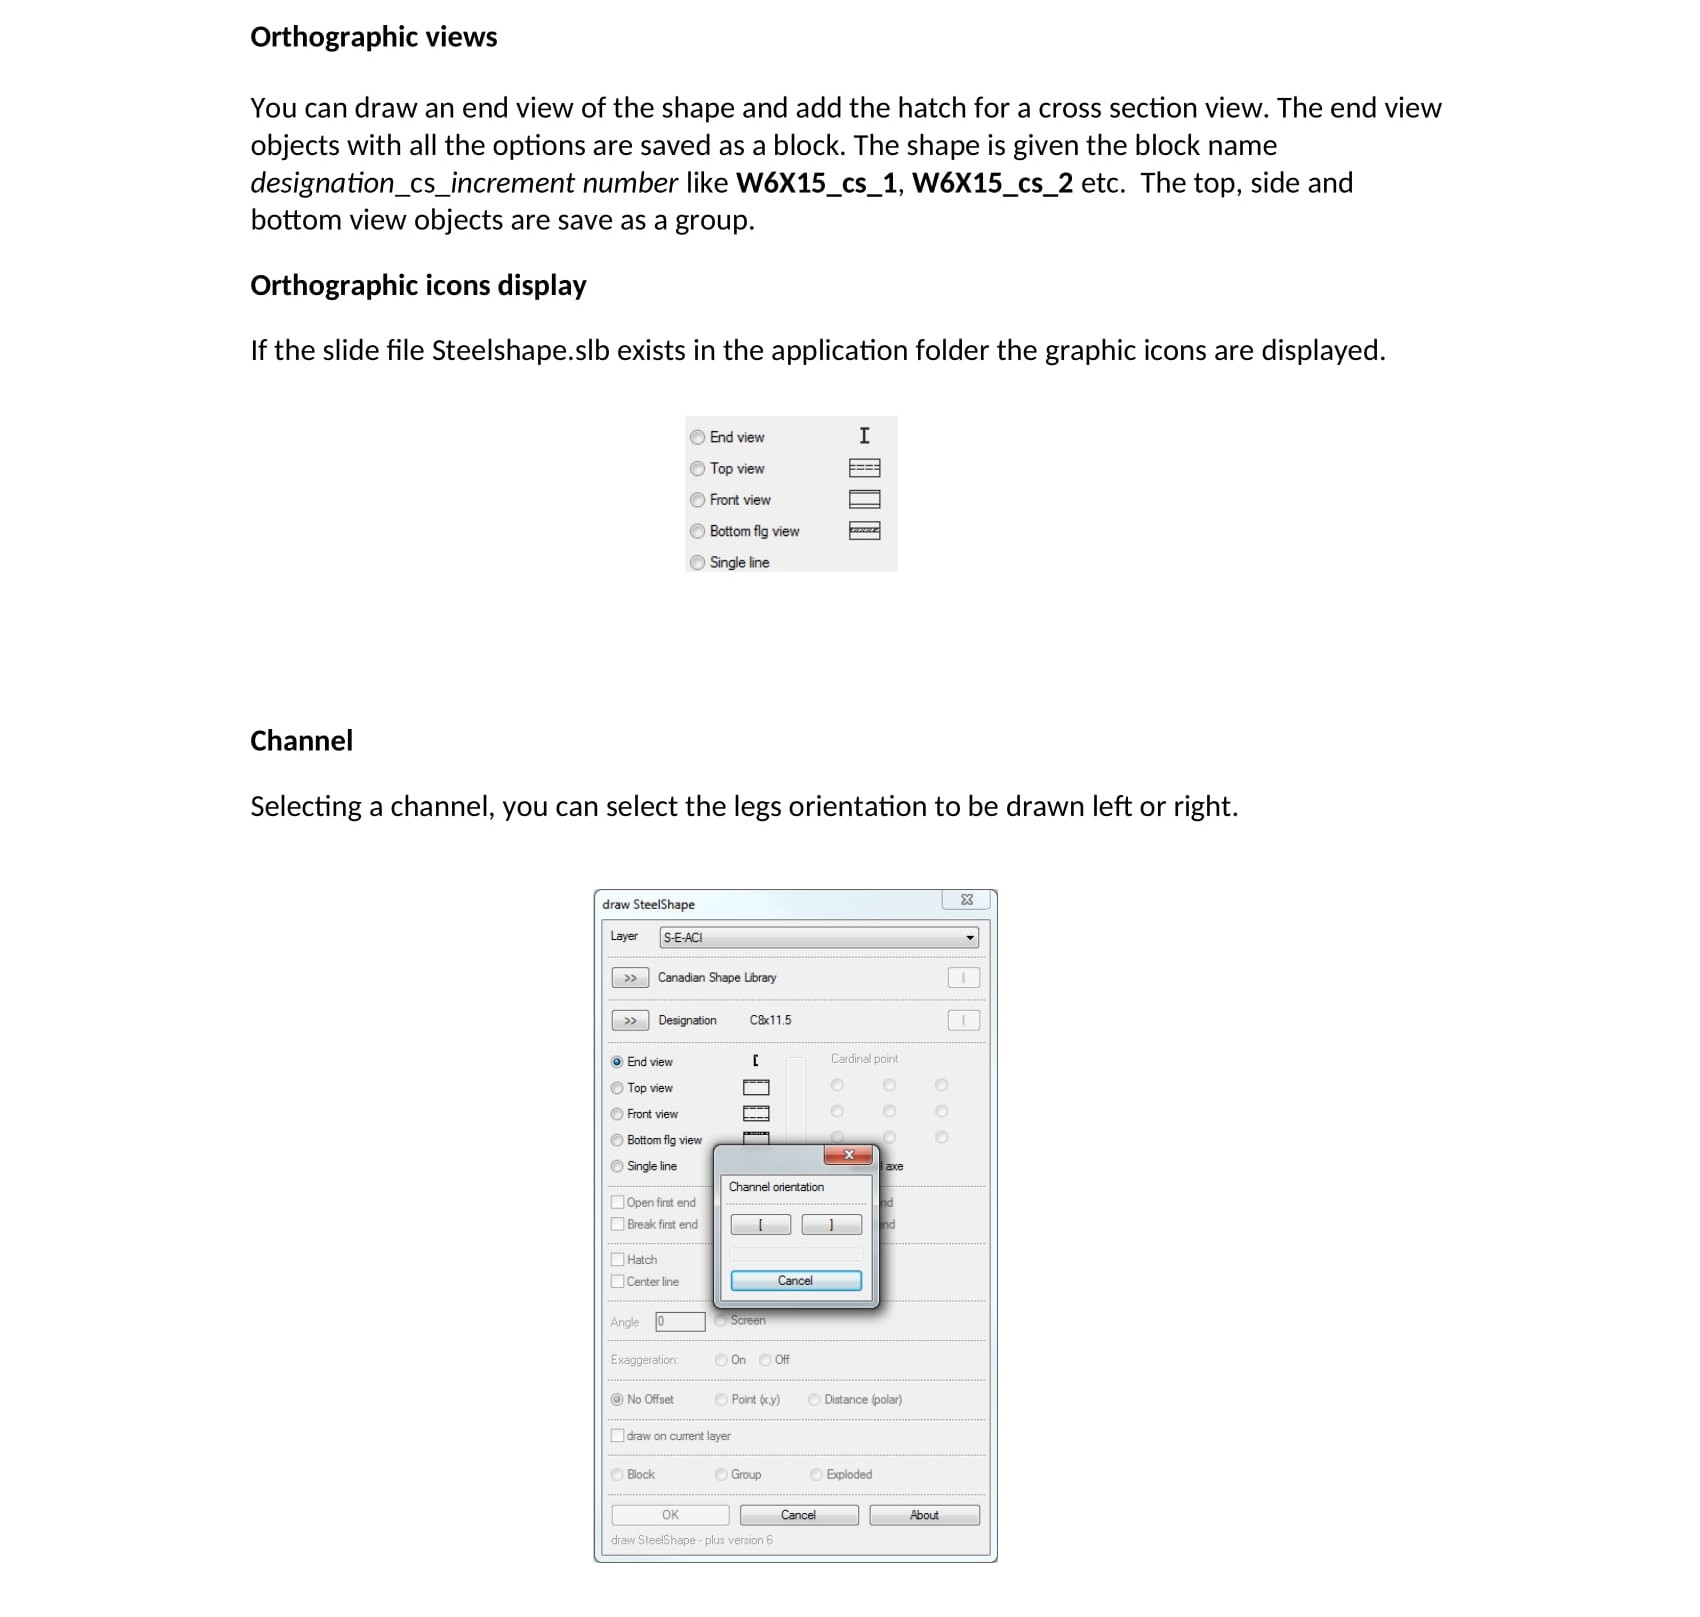 Orthographic views
You can draw an end view of the shape and add the hatch for a cross section view. The end view
objects with all the options are saved as a block. The shape is given the block name
designation_cs_increment number like W6X15_cs_1, W6X15_cs_2 etc.  The top, side and
bottom view objects are save as a group.
Orthographic icons display
If the slide file Steelshape.slb exists in the application folder the graphic icons are displayed.
End view
Top view
Front view
Bottom flg view
Single line
Channel
Selecting a channel, you can select the legs orientation to be drawn left or right.
draw SteelShape
Layer S-E-ACI
>> Canadian Shape Library
>> Designation C8x11.5
End view Cardinal point
Top view
Front view
Bottom flg view
Single line axe
Channel orientation
Open first end nd
Break first end [ ] end
Hatch
Center line Cancel
Angle 0 Screen
Exaggeration: On Off
No Offset Point (x,y) Distance (polar)
draw on current layer
Block Group Exploded
OK Cancel About
draw SteelShape - plus version 6